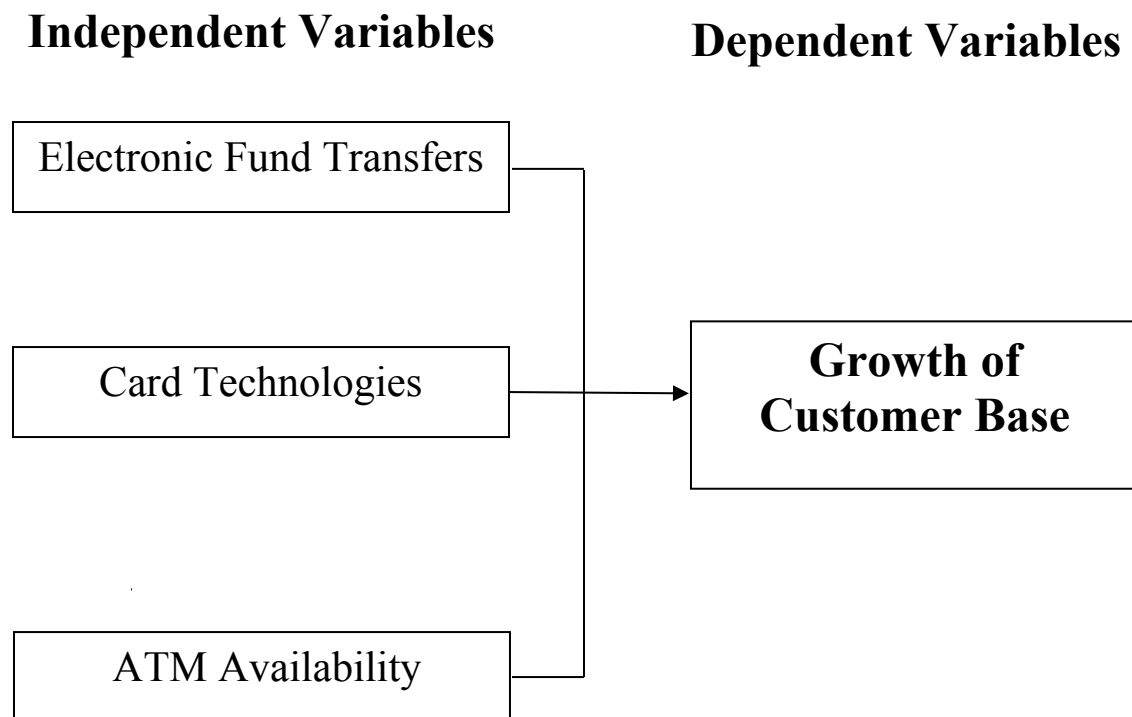 Independent Variables
Dependent Variables
Electronic Fund Transfers
Card Technologies
Growth of
Customer Base
ATM Availability